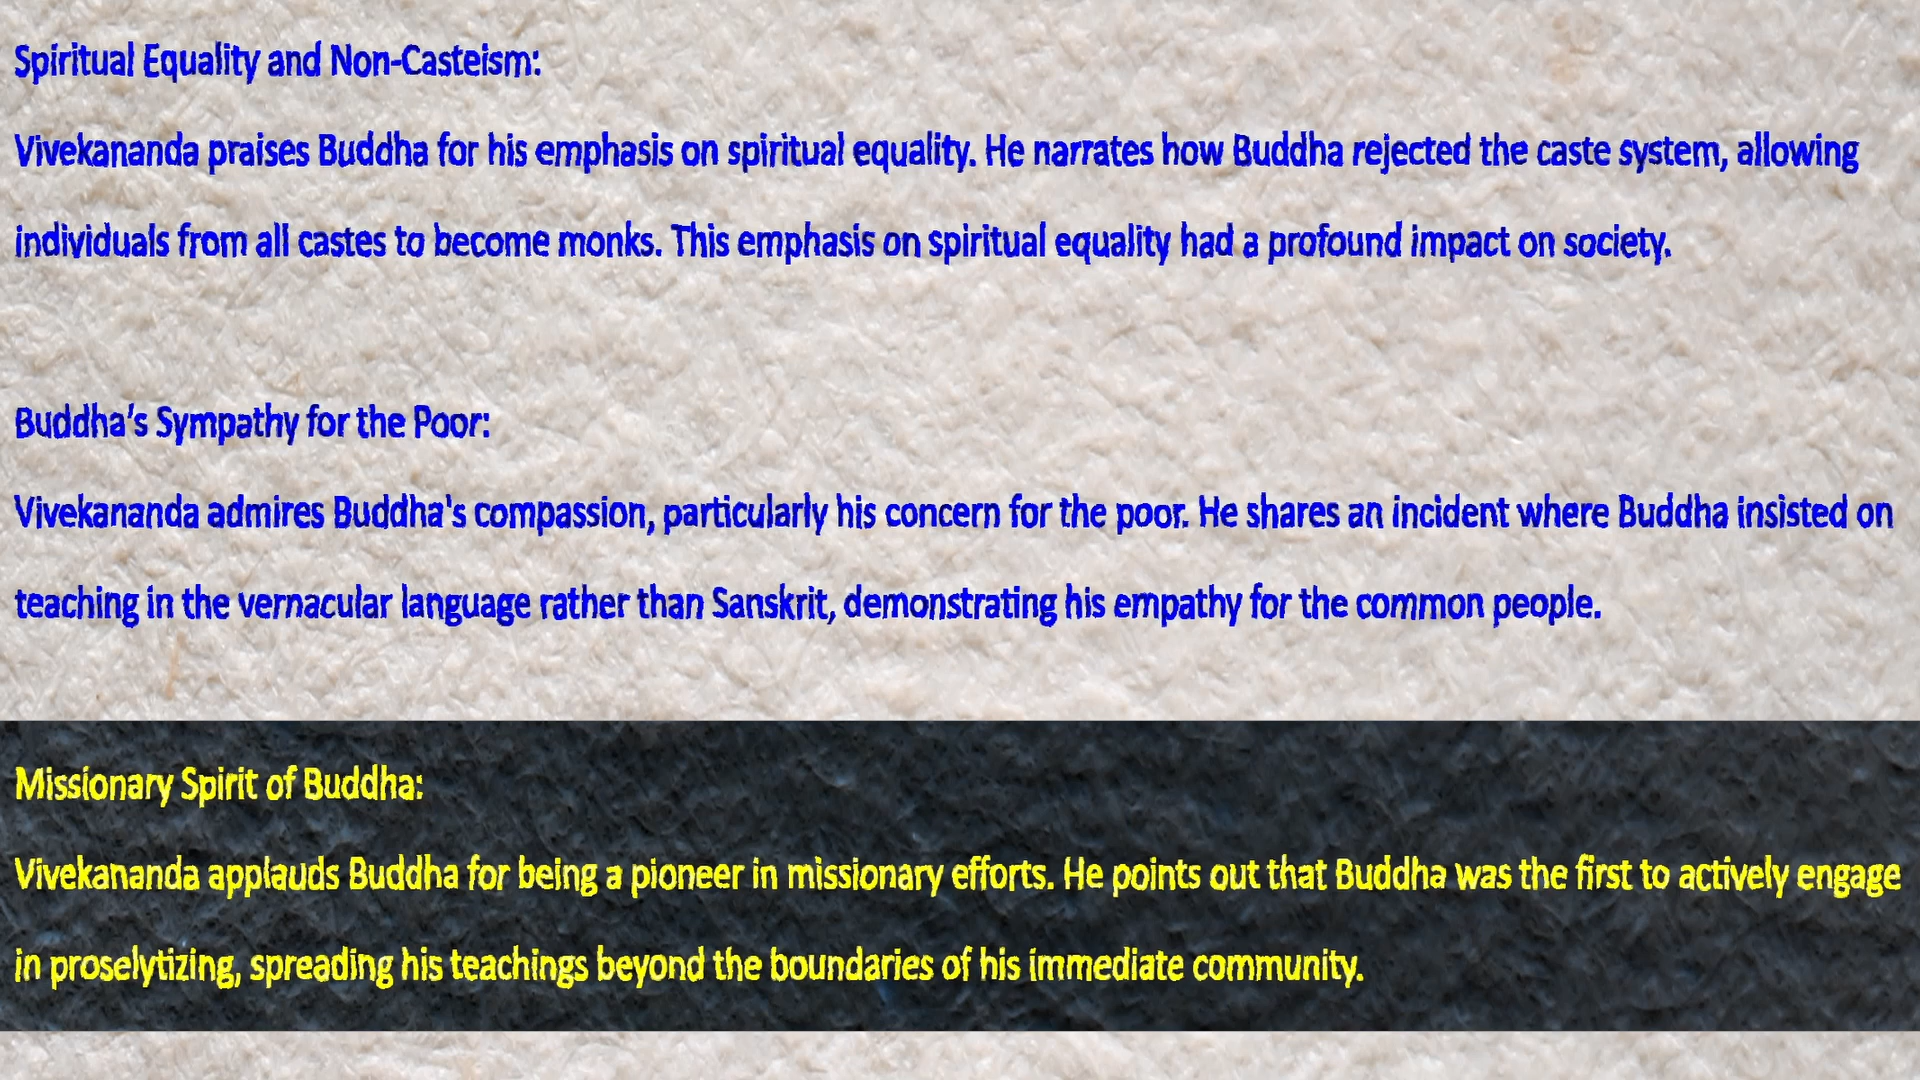 Spiritual Equality and Non-Casteism:
Vivekananda praises Buddha for his emphasis on spiritual equality. He narrates how Buddha rejected the caste system, allowing
individuals from all castes to become monks. This emphasis on spiritual equality had a profound impact on society.
Buddha's Sympathy for the Poor:
Vivekananda admires Buddha's compassion, particularly his concern for the poor. He shares an incident where Buddha insisted on
teaching in the vernacular language rather than Sanskrit, demonstrating his empathy for the common people.
Missionary Spirit of Buddha:
Vivekananda applauds Buddha for being a pioneer in missionary efforts. He points out that Buddha was the first to actively engage
in proselytizing, spreading his teachings beyond the boundaries of his immediate community.